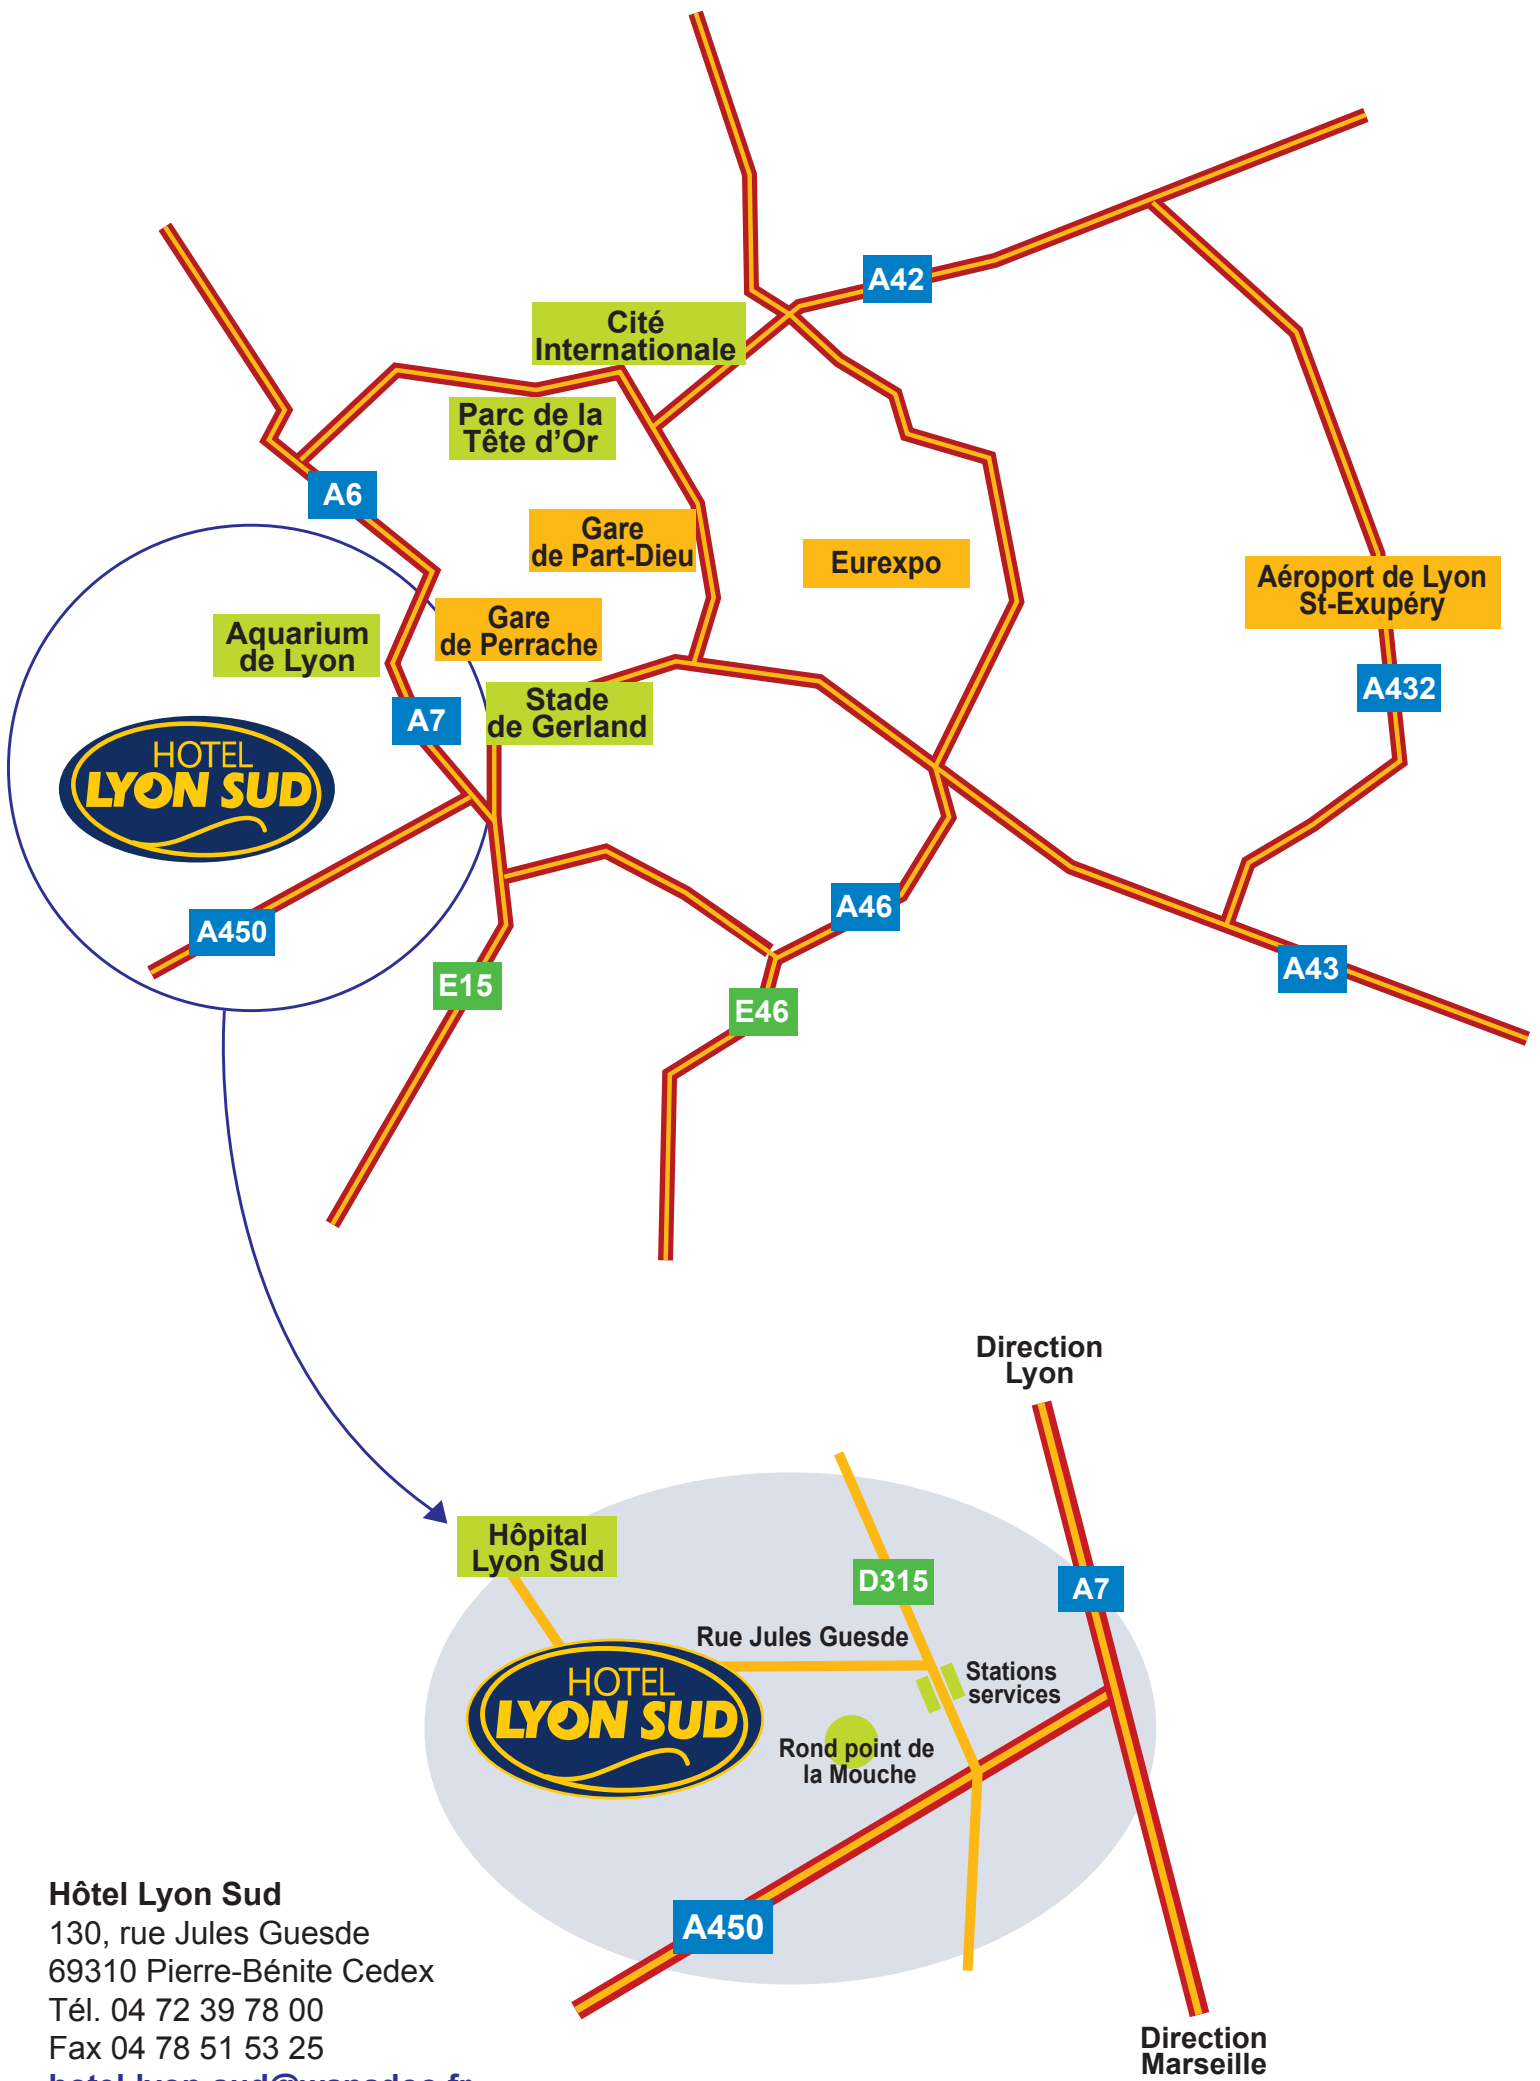 A42
Cité
Internationale
Parc de la
Tête d’Or
A6
Gare
de Part-Dieu
Eurexpo
Aéroport de Lyon
St-Exupéry
Gare
de Perrache
Aquarium
de Lyon
A432
Stade
de Gerland
A7
HOTEL
LYON SUD
A46
A450
A43
E15
E46
Direction
Lyon
Hôpital
Lyon Sud
D315
A7
Rue Jules Guesde
Stations
services
HOTEL
LYON SUD
Rond point de
la Mouche
A450
Hôtel Lyon Sud
130, rue Jules Guesde
69310 Pierre-Bénite Cedex
Tél. 04 72 39 78 00
Fax 04 78 51 53 25
Direction
Marseille